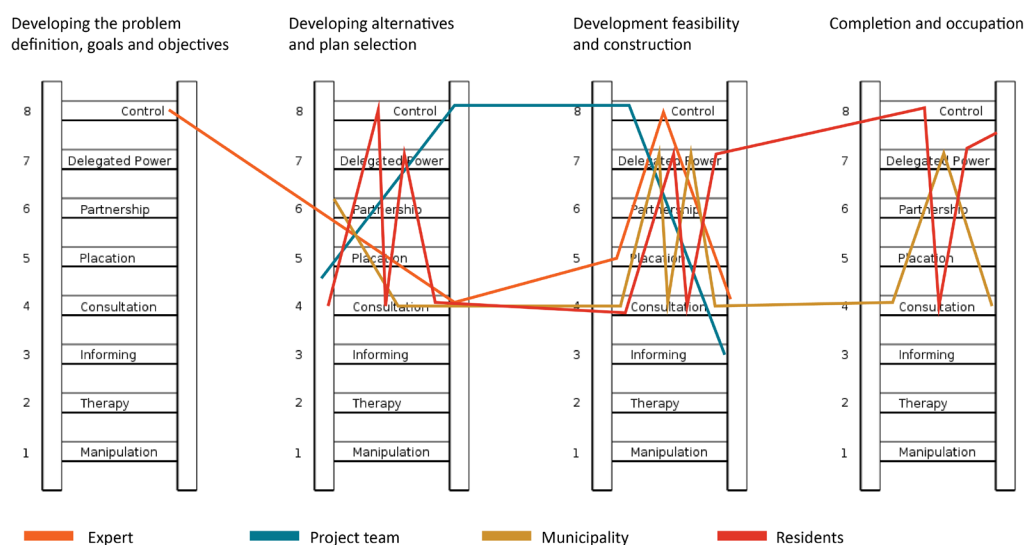 Developing the problem
definition, goals and objectives
Developing alternatives
and plan selection
Development feasibility
and construction
Completion and occupation
8 Control
7 Delegated Power
6 Partnership
5 Placation
4 Consultation
3 Informing
2 Therapy
1 Manipulation
8 Control
7 Delegated Power
6 Partnership
5 Placation
4 Consultation
3 Informing
2 Therapy
1 Manipulation
8 Control
7 Delegated Power
6 Partnership
5 Placation
4 Consultation
3 Informing
2 Therapy
1 Manipulation
8 Control
7 Delegated Power
6 Partnership
5 Placation
4 Consultation
3 Informing
2 Therapy
1 Manipulation
Expert
Project team
Municipality
Residents